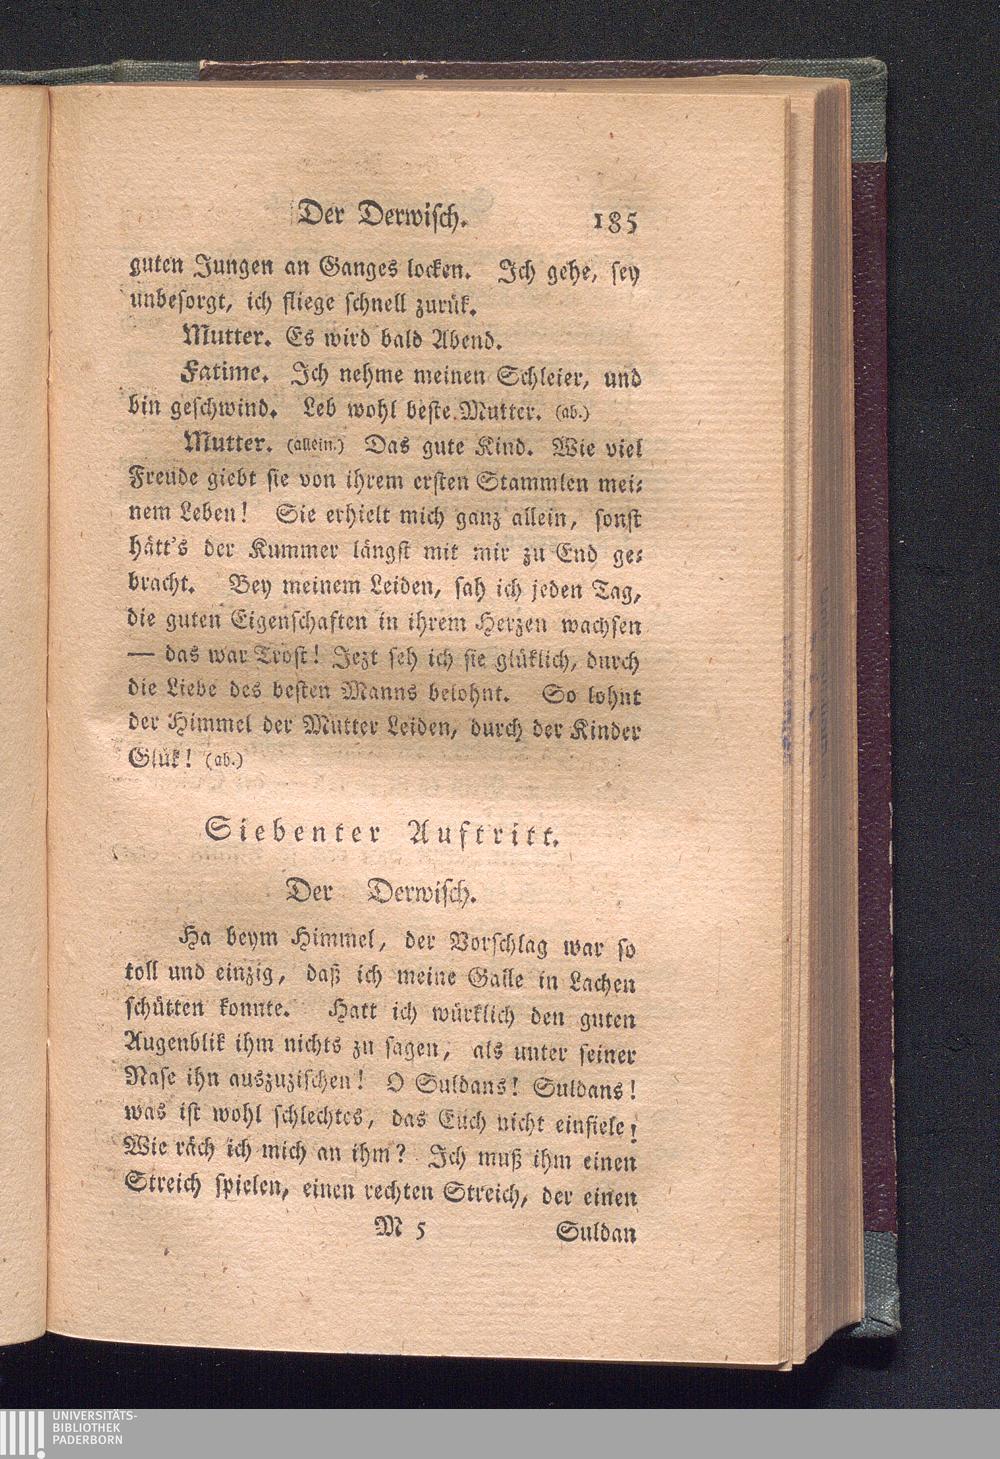 Der Derwisch. 185
guten Jungen an Ganges locken. Ich gehe, sey
unbesorgt, ich fliege schnell zurük.
Mutter. Es wird bald Abend.
Fatime. Ich nehme meinen Schleier, und
bin geschwind. Leb wohl beste Mutter. (ab.)
Mutter. (allein.) Das gute Kind. Wie viel
Freude giebt sie von ihrem ersten Stammlen mei-
nem Leben! Sie erhielt mich ganz allein, sonst
hätt's der Kummer längst mit mir zu End ge-
bracht. Bey meinem Leiden, sah ich jeden Tag,
die guten Eigenschaften in ihrem Herzen wachsen
— das war Trost! Jezt seh ich sie glüklich, durch
die Liebe des besten Manns belohnt. So lohnt
der Himmel der Mutter Leiden, durch der Kinder
Glük! (ab.)
Siebenter Auftritt.
Der Derwisch.
Ha beym Himmel, der Vorschlag war so
toll und einzig, daß ich meine Galle in Lachen
schütten konnte. Hatt ich würklich den guten
Augenblik ihm nichts zu sagen, als unter seiner
Nase ihn auszuzischen! O Suldans! Suldans!
was ist wohl schlechtes, das Euch nicht einfiele!
Wie räch ich mich an ihm? Ich muß ihm einen
Streich spielen, einen rechten Streich, der einen
M 5 Suldan
UNIVERSITÄTS-
BIBLIOTHEK
PADERBORN